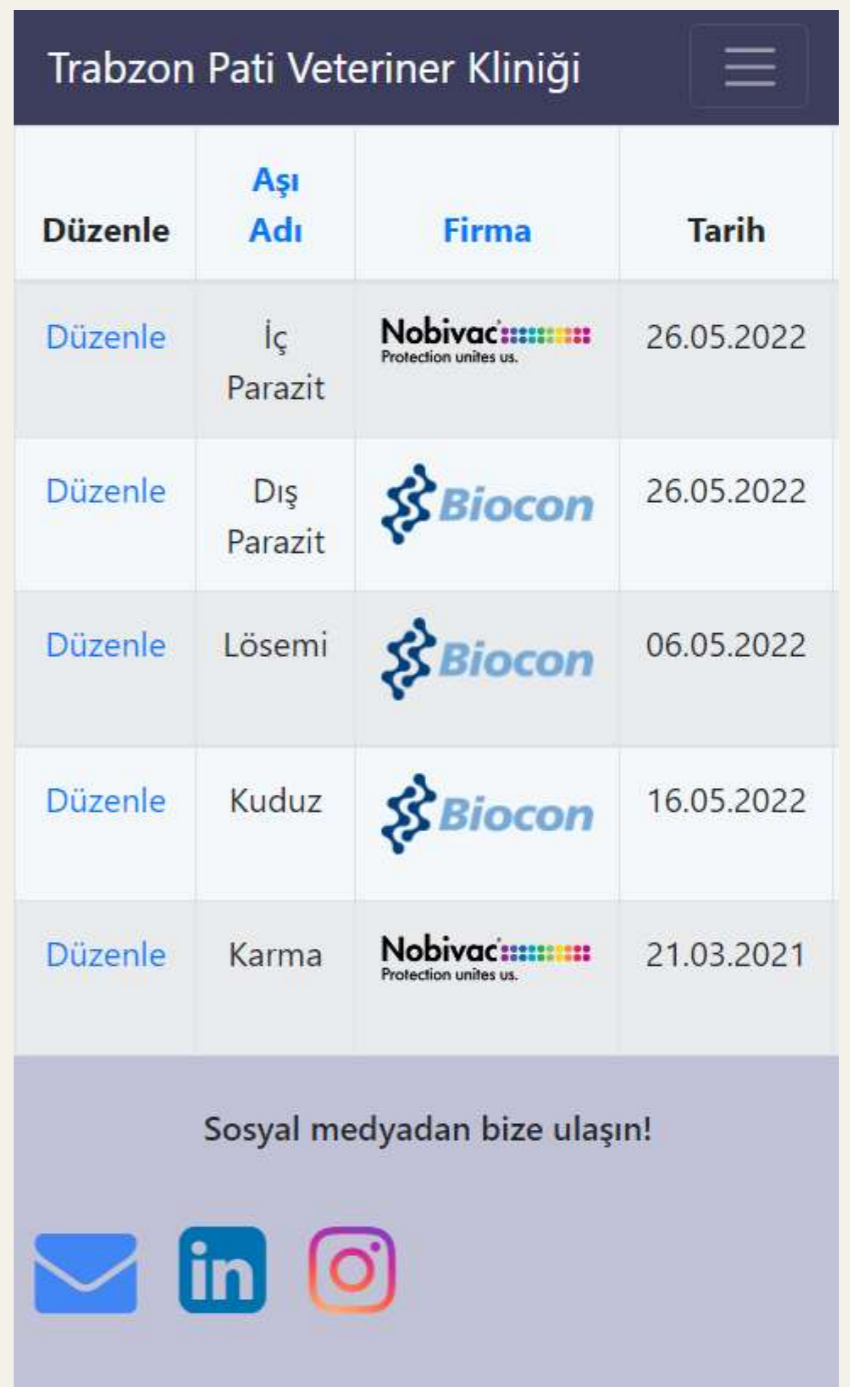 Trabzon Pati Veteriner Kliniği
Düzenle Aşı Adı Firma Tarih
Düzenle İç Parazit Nobivac Protection unites us. 26.05.2022
Düzenle Dış Parazit Biocon 26.05.2022
Düzenle Lösemi Biocon 06.05.2022
Düzenle Kuduz Biocon 16.05.2022
Düzenle Karma Nobivac Protection unites us. 21.03.2021
Sosyal medyadan bize ulaşın!
in